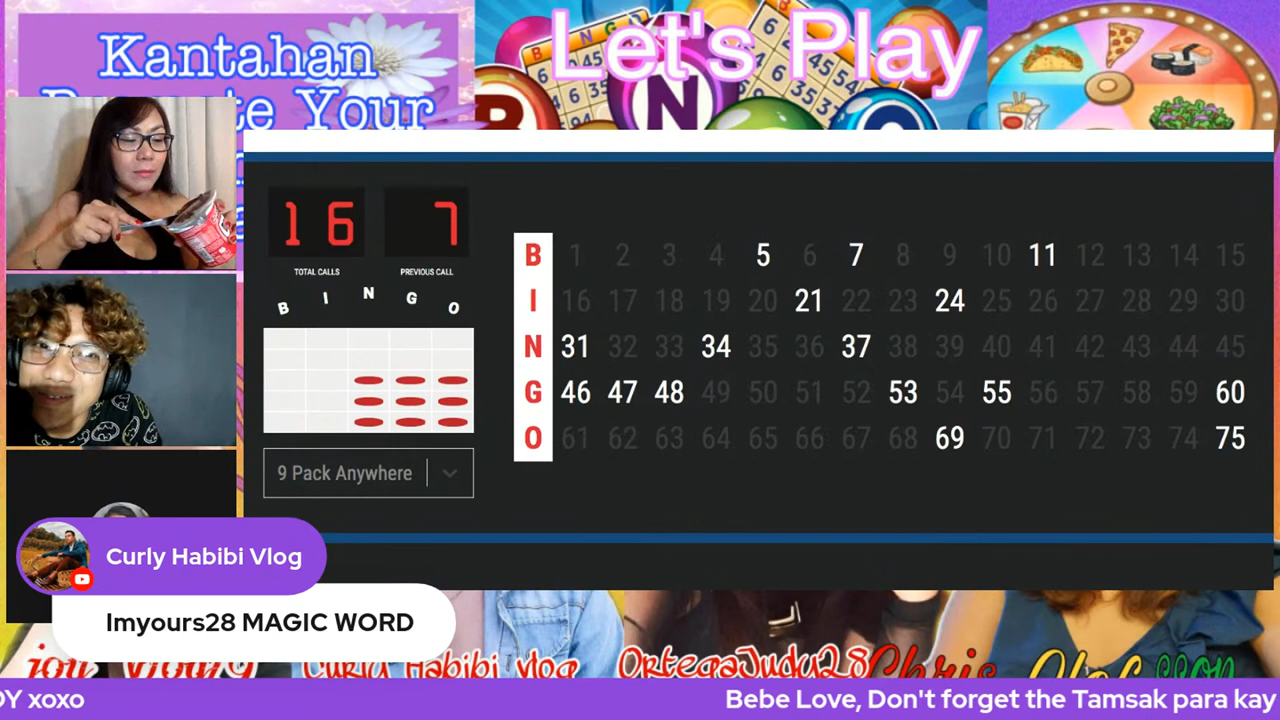 Kantahan
Let's Play
N
16
7
TOTAL CALLS
PREVIOUS CALL
B I N G O
9 Pack Anywhere
B 1 2 3 4 5 6 7 8 9 10 11 12 13 14 15
I 16 17 18 19 20 21 22 23 24 25 26 27 28 29 30
N 31 32 33 34 35 36 37 38 39 40 41 42 43 44 45
G 46 47 48 49 50 51 52 53 54 55 56 57 58 59 60
O 61 62 63 64 65 66 67 68 69 70 71 72 73 74 75
Curly Habibi Vlog
Imyours28 MAGIC WORD
Curly Habibi Vlog
OrtegaJudy28
Chris
OY xoxo
Bebe Love, Don't forget the Tamsak para kay